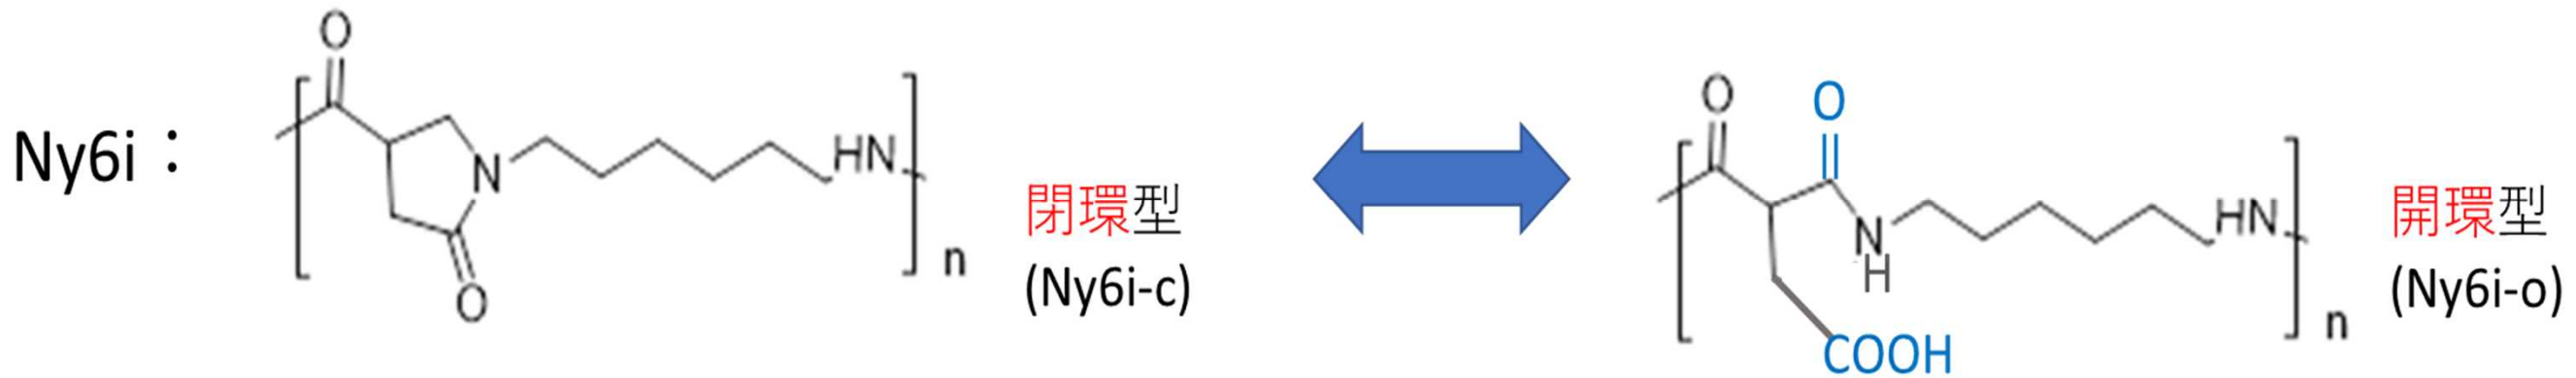 Ny6i：
O
N
O
HN
n
閉環型
(Ny6i-c)
O
O
N
H
COOH
HN
n
開環型
(Ny6i-o)